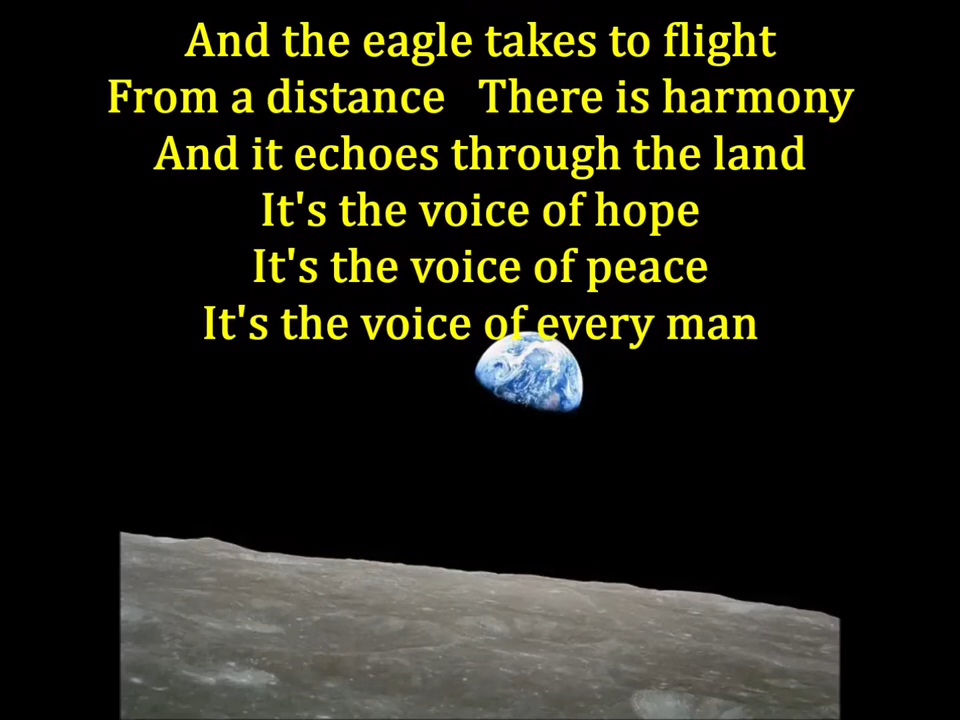 And the eagle takes to flight
From a distance   There is harmony
And it echoes through the land
It's the voice of hope
It's the voice of peace
It's the voice of every man